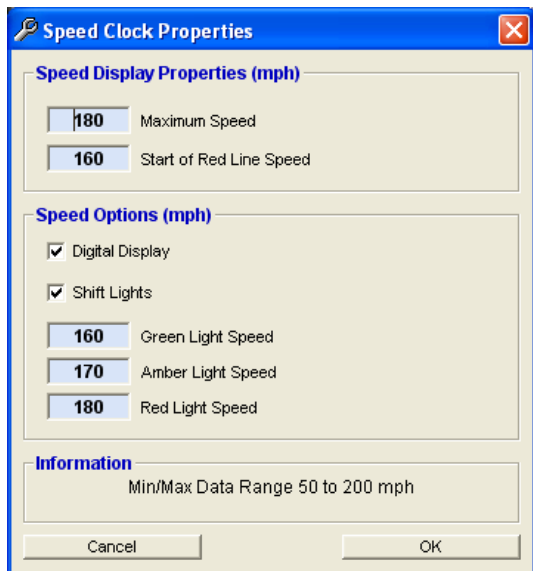 Speed Clock Properties
Speed Display Properties (mph)
180 Maximum Speed
160 Start of Red Line Speed
Speed Options (mph)
Digital Display
Shift Lights
160 Green Light Speed
170 Amber Light Speed
180 Red Light Speed
Information
Min/Max Data Range 50 to 200 mph
Cancel OK